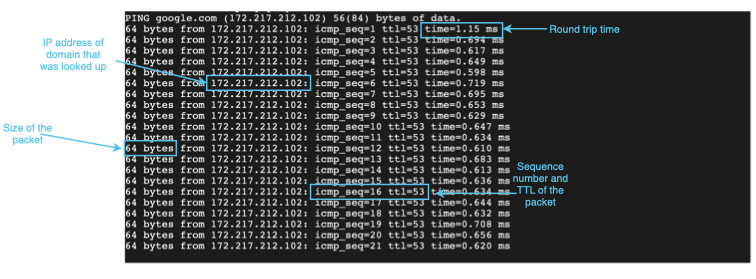 PING google.com (172.217.212.102) 56(84) bytes of data.
64 bytes from 172.217.212.102: icmp_seq=1 ttl=53 time=1.15 ms
64 bytes from 172.217.212.102: icmp_seq=2 ttl=53 time=0.694 ms
64 bytes from 172.217.212.102: icmp_seq=3 ttl=53 time=0.617 ms
64 bytes from 172.217.212.102: icmp_seq=4 ttl=53 time=0.649 ms
64 bytes from 172.217.212.102: icmp_seq=5 ttl=53 time=0.598 ms
64 bytes from 172.217.212.102: icmp_seq=6 ttl=53 time=0.719 ms
64 bytes from 172.217.212.102: icmp_seq=7 ttl=53 time=0.695 ms
64 bytes from 172.217.212.102: icmp_seq=8 ttl=53 time=0.653 ms
64 bytes from 172.217.212.102: icmp_seq=9 ttl=53 time=0.629 ms
64 bytes from 172.217.212.102: icmp_seq=10 ttl=53 time=0.647 ms
64 bytes from 172.217.212.102: icmp_seq=11 ttl=53 time=0.634 ms
64 bytes from 172.217.212.102: icmp_seq=12 ttl=53 time=0.610 ms
64 bytes from 172.217.212.102: icmp_seq=13 ttl=53 time=0.683 ms
64 bytes from 172.217.212.102: icmp_seq=14 ttl=53 time=0.613 ms
64 bytes from 172.217.212.102: icmp_seq=15 ttl=53 time=0.636 ms
64 bytes from 172.217.212.102: icmp_seq=16 ttl=53 time=0.634 ms
64 bytes from 172.217.212.102: icmp_seq=17 ttl=53 time=0.644 ms
64 bytes from 172.217.212.102: icmp_seq=18 ttl=53 time=0.632 ms
64 bytes from 172.217.212.102: icmp_seq=19 ttl=53 time=0.708 ms
64 bytes from 172.217.212.102: icmp_seq=20 ttl=53 time=0.656 ms
64 bytes from 172.217.212.102: icmp_seq=21 ttl=53 time=0.620 ms
Round trip time
IP address of
domain that
was looked up
Size of the
packet
Sequence
number and
TTL of the
packet